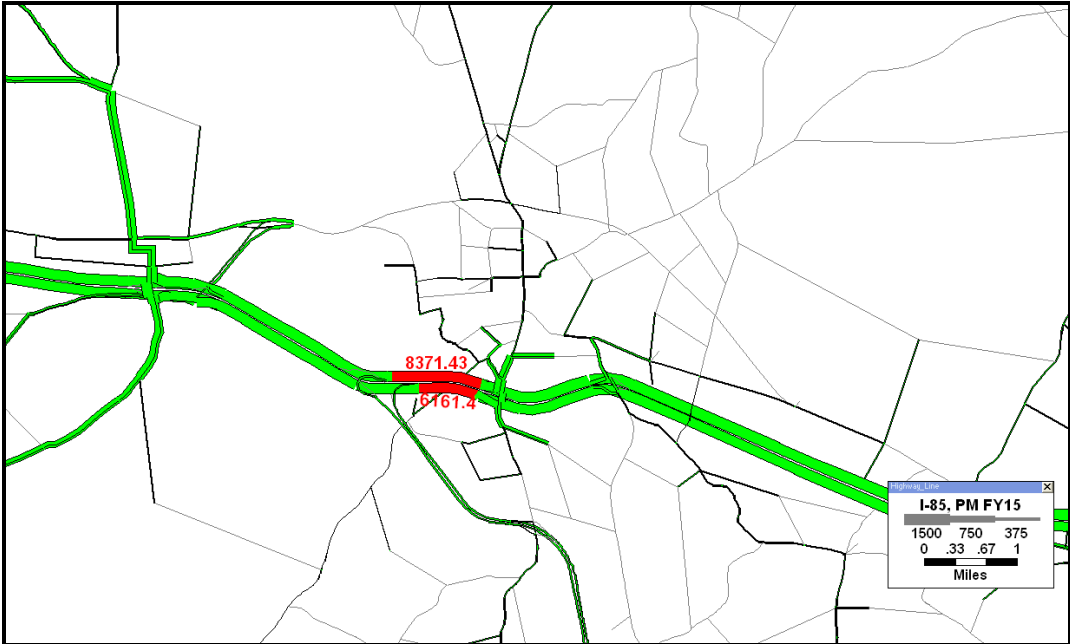 8371.43
6161.4
Highway_Line
I-85, PM FY15
1500 750 375
0 .33 .67 1
Miles